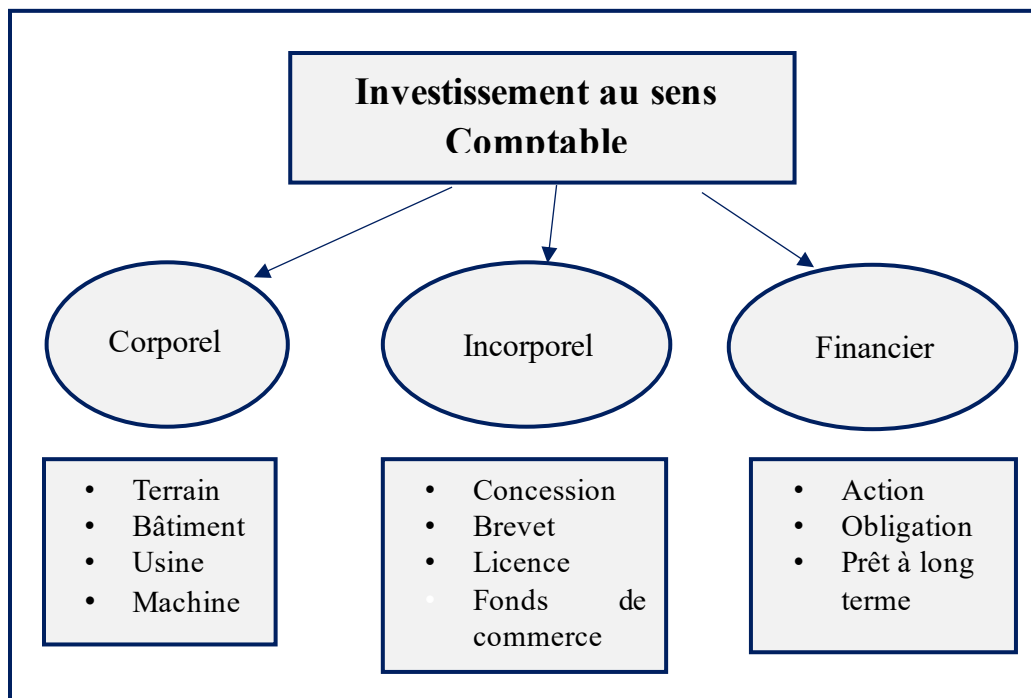 Investissement au sens
Comptable
Corporel
Incorporel
Financier
• Terrain
• Bâtiment
• Usine
• Machine
• Concession
• Brevet
• Licence
• Fonds de
commerce
• Action
• Obligation
• Prêt à long
terme